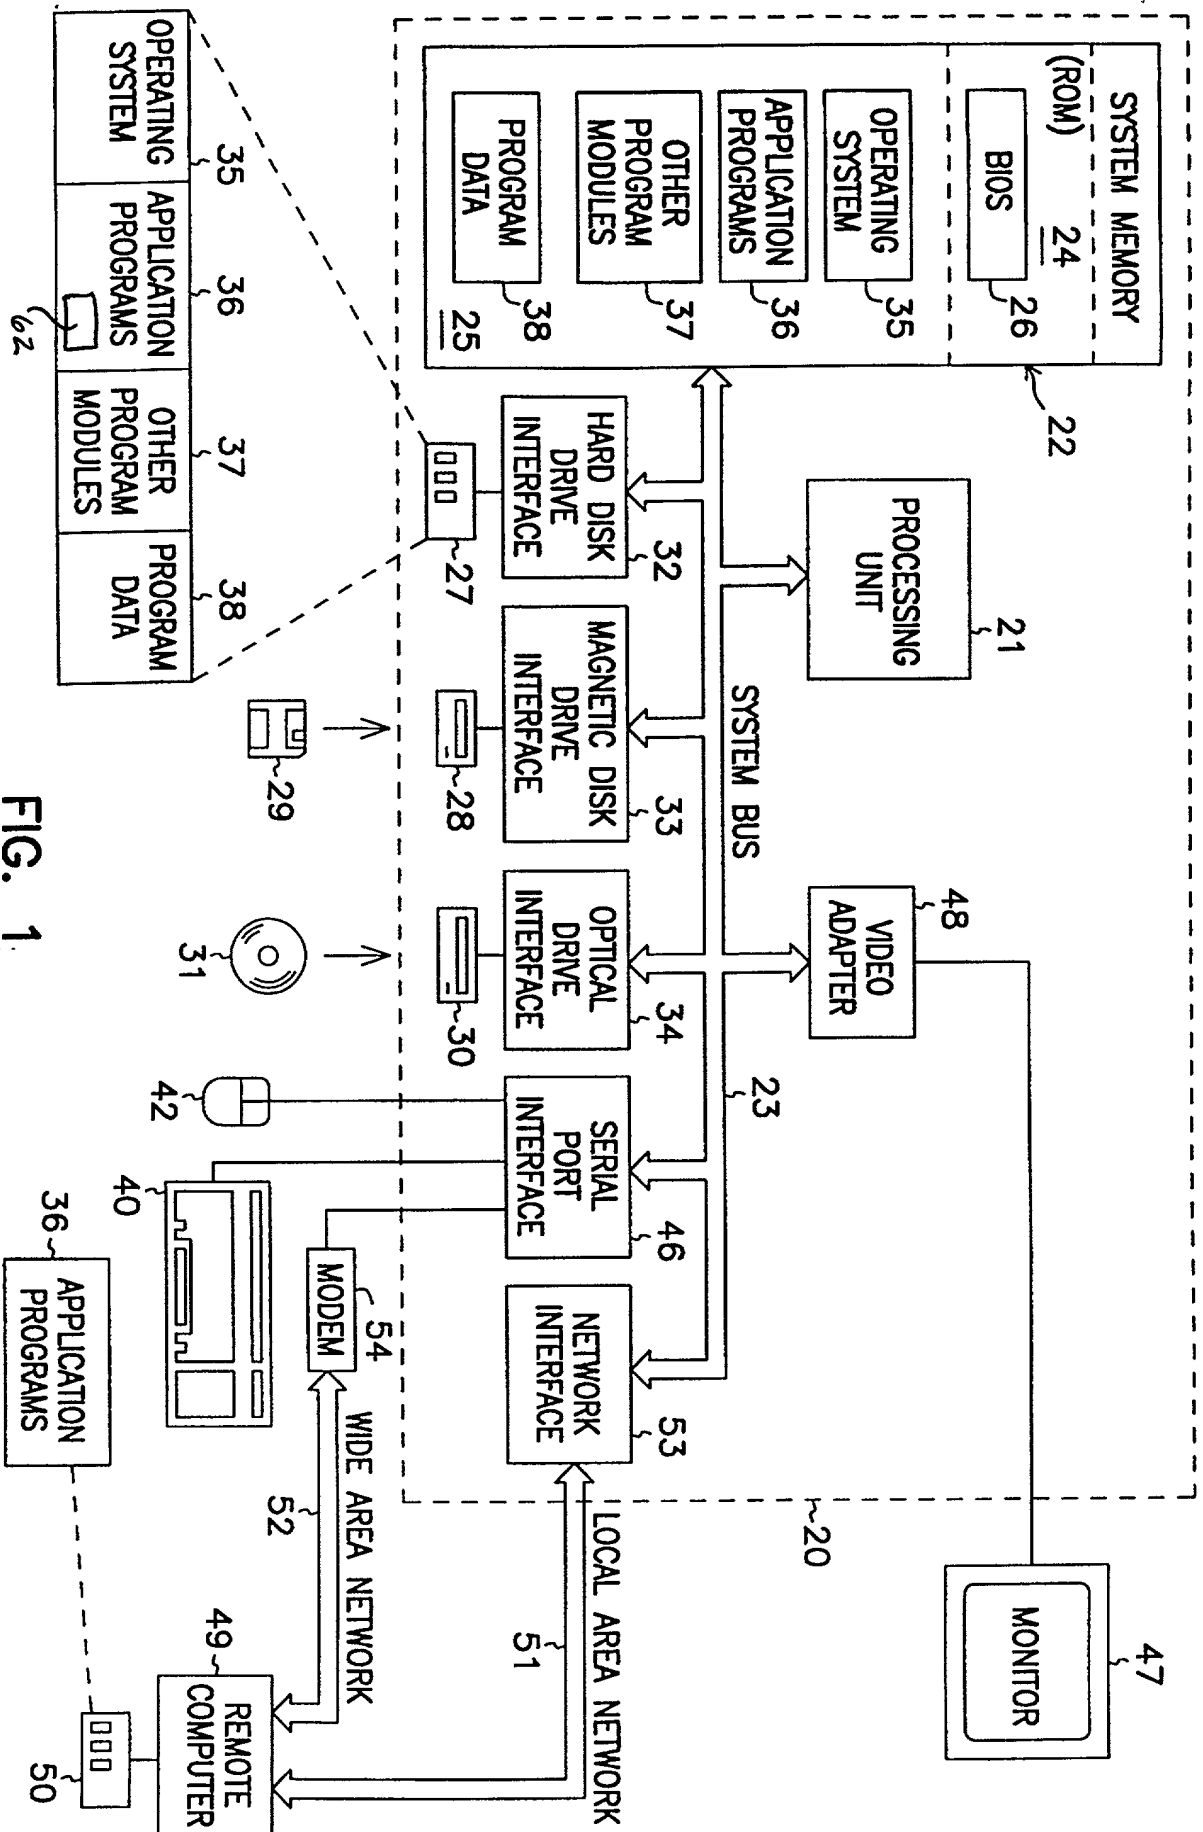 SYSTEM MEMORY
(ROM)
24
BIOS
26
22
OPERATING
SYSTEM
35
APPLICATION
PROGRAMS
36
OTHER
PROGRAM
MODULES
37
PROGRAM
DATA
38
25
PROCESSING
UNIT
21
VIDEO
ADAPTER
48
MONITOR
47
20
SYSTEM BUS
23
HARD DISK
DRIVE
INTERFACE
32
MAGNETIC DISK
DRIVE
INTERFACE
33
OPTICAL
DRIVE
INTERFACE
34
SERIAL
PORT
INTERFACE
46
NETWORK
INTERFACE
53
27
28
30
29
31
42
40
MODEM
54
LOCAL AREA NETWORK
51
WIDE AREA NETWORK
52
49
REMOTE
COMPUTER
50
36
APPLICATION
PROGRAMS
OPERATING
SYSTEM
35
APPLICATION
PROGRAMS
36
62
OTHER
PROGRAM
MODULES
37
PROGRAM
DATA
38
FIG. 1